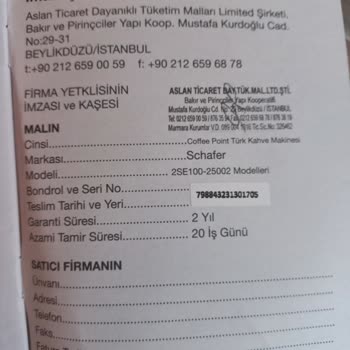 Aslan Ticaret Dayanıklı Tüketim Malları Limited Şirketi,
Bakır ve Pirinççiler Yapı Koop. Mustafa Kurdoğlu Cad.
No:29-31
BEYLİKDÜZÜ/İSTANBUL
t:+90 212 659 00 59 f: +90 212 659 68 78
FİRMA YETKLİSİNİN
İMZASI ve KAŞESİ
ASLAN TİCARET DAY.TÜK.MAL.LTD.ŞTİ.
Bakır ve Pirinççiler Yapı Kooperatifi
MALIN
Cinsi Coffee Point Türk Kahve Makinesi
Markası Schafer
Modeli 2SE100-25002 Modelleri
Bondrol ve Seri No 798843231301705
Teslim Tarihi ve Yeri
Garanti Süresi 2 Yıl
Azami Tamir Süresi 20 İş Günü
SATICI FİRMANIN
Ünvanı
Adresi
Telefon
Faks